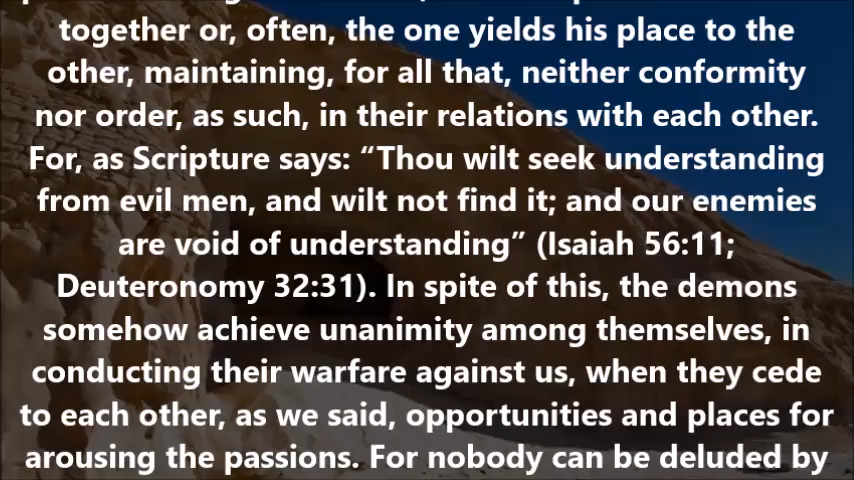 together or, often, the one yields his place to the
other, maintaining, for all that, neither conformity
nor order, as such, in their relations with each other.
For, as Scripture says: “Thou wilt seek understanding
from evil men, and wilt not find it; and our enemies
are void of understanding” (Isaiah 56:11;
Deuteronomy 32:31). In spite of this, the demons
somehow achieve unanimity among themselves, in
conducting their warfare against us, when they cede
to each other, as we said, opportunities and places for
arousing the passions. For nobody can be deluded by